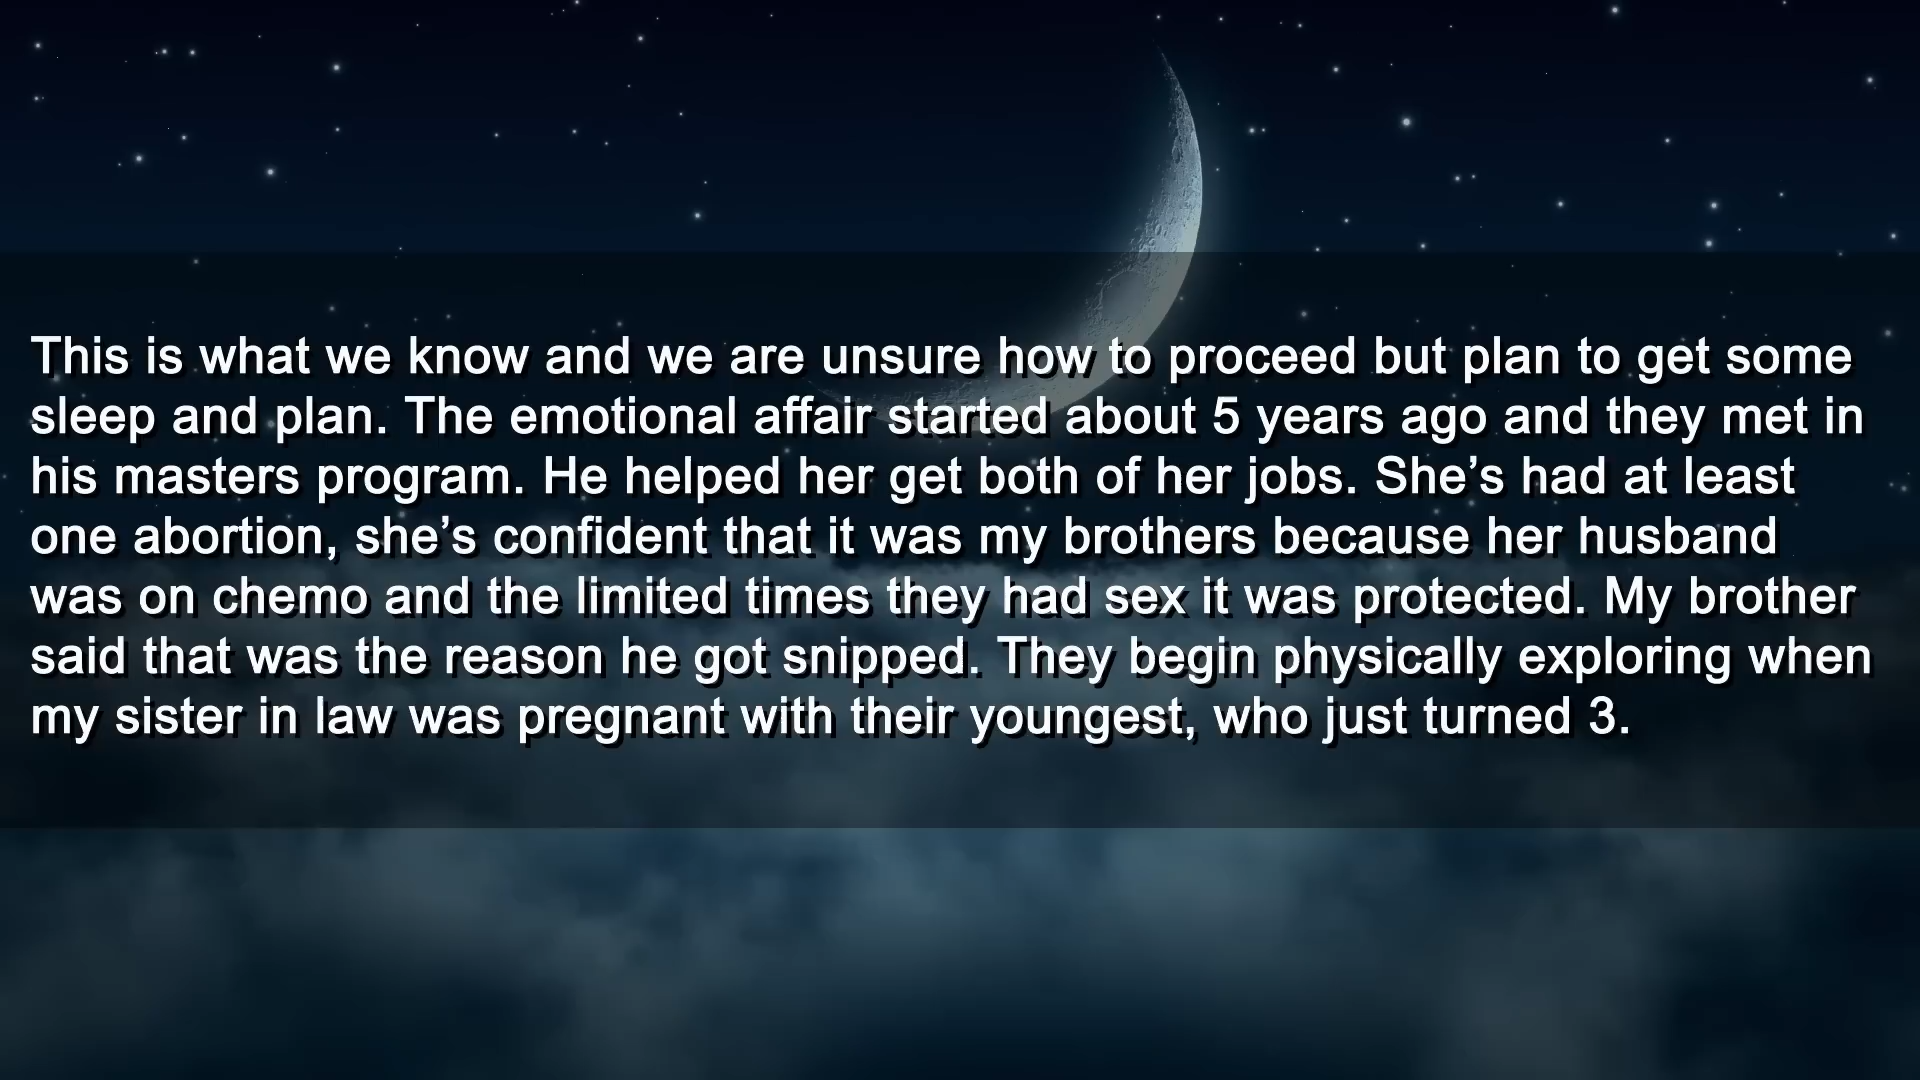 This is what we know and we are unsure how to proceed but plan to get some
sleep and plan. The emotional affair started about 5 years ago and they met in
his masters program. He helped her get both of her jobs. She’s had at least
one abortion, she’s confident that it was my brothers because her husband
was on chemo and the limited times they had sex it was protected. My brother
said that was the reason he got snipped. They begin physically exploring when
my sister in law was pregnant with their youngest, who just turned 3.